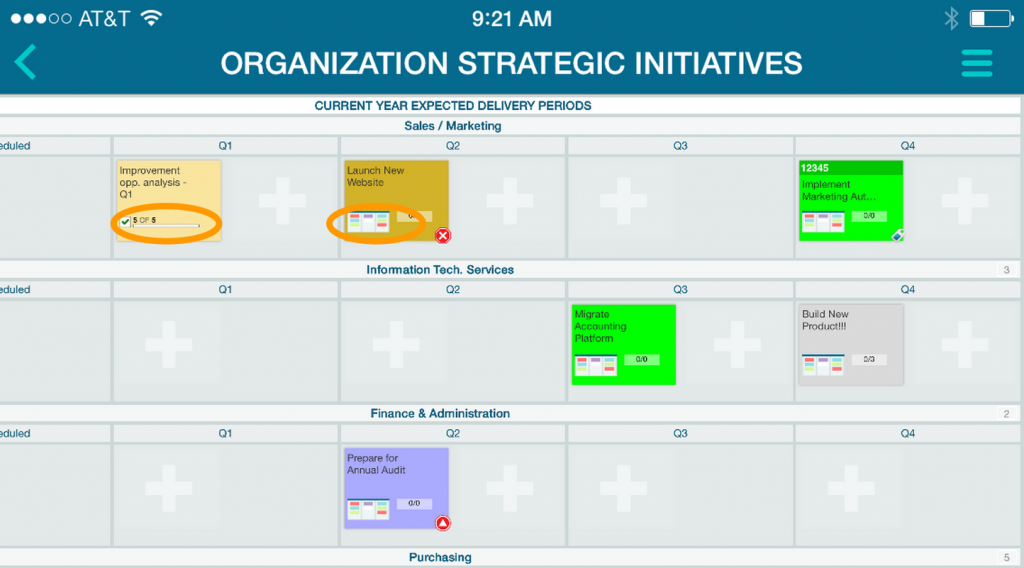 AT&T 9:21 AM
ORGANIZATION STRATEGIC INITIATIVES
CURRENT YEAR EXPECTED DELIVERY PERIODS
Sales / Marketing
eduled Q1 Q2 Q3 Q4
Improvement
opp. analysis -
Q1
5 OF 5
Launch New
Website
12345
Implement
Marketing Aut...
0/0
Information Tech. Services 3
eduled Q1 Q2 Q3 Q4
Migrate
Accounting
Platform
0/0
Build New
Product!!!
0/3
Finance & Administration 2
eduled Q1 Q2 Q3 Q4
Prepare for
Annual Audit
0/0
Purchasing 5